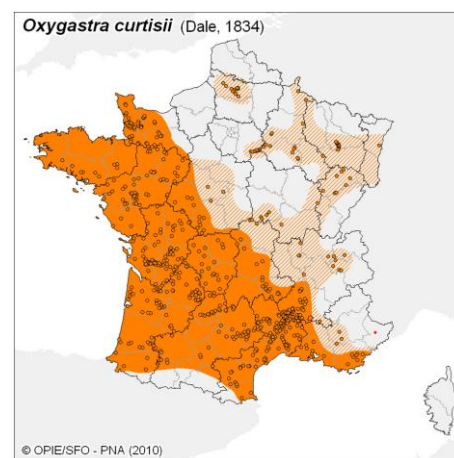 Oxygastra curtisii (Dale, 1834)
© OPIE/SFO - PNA (2010)